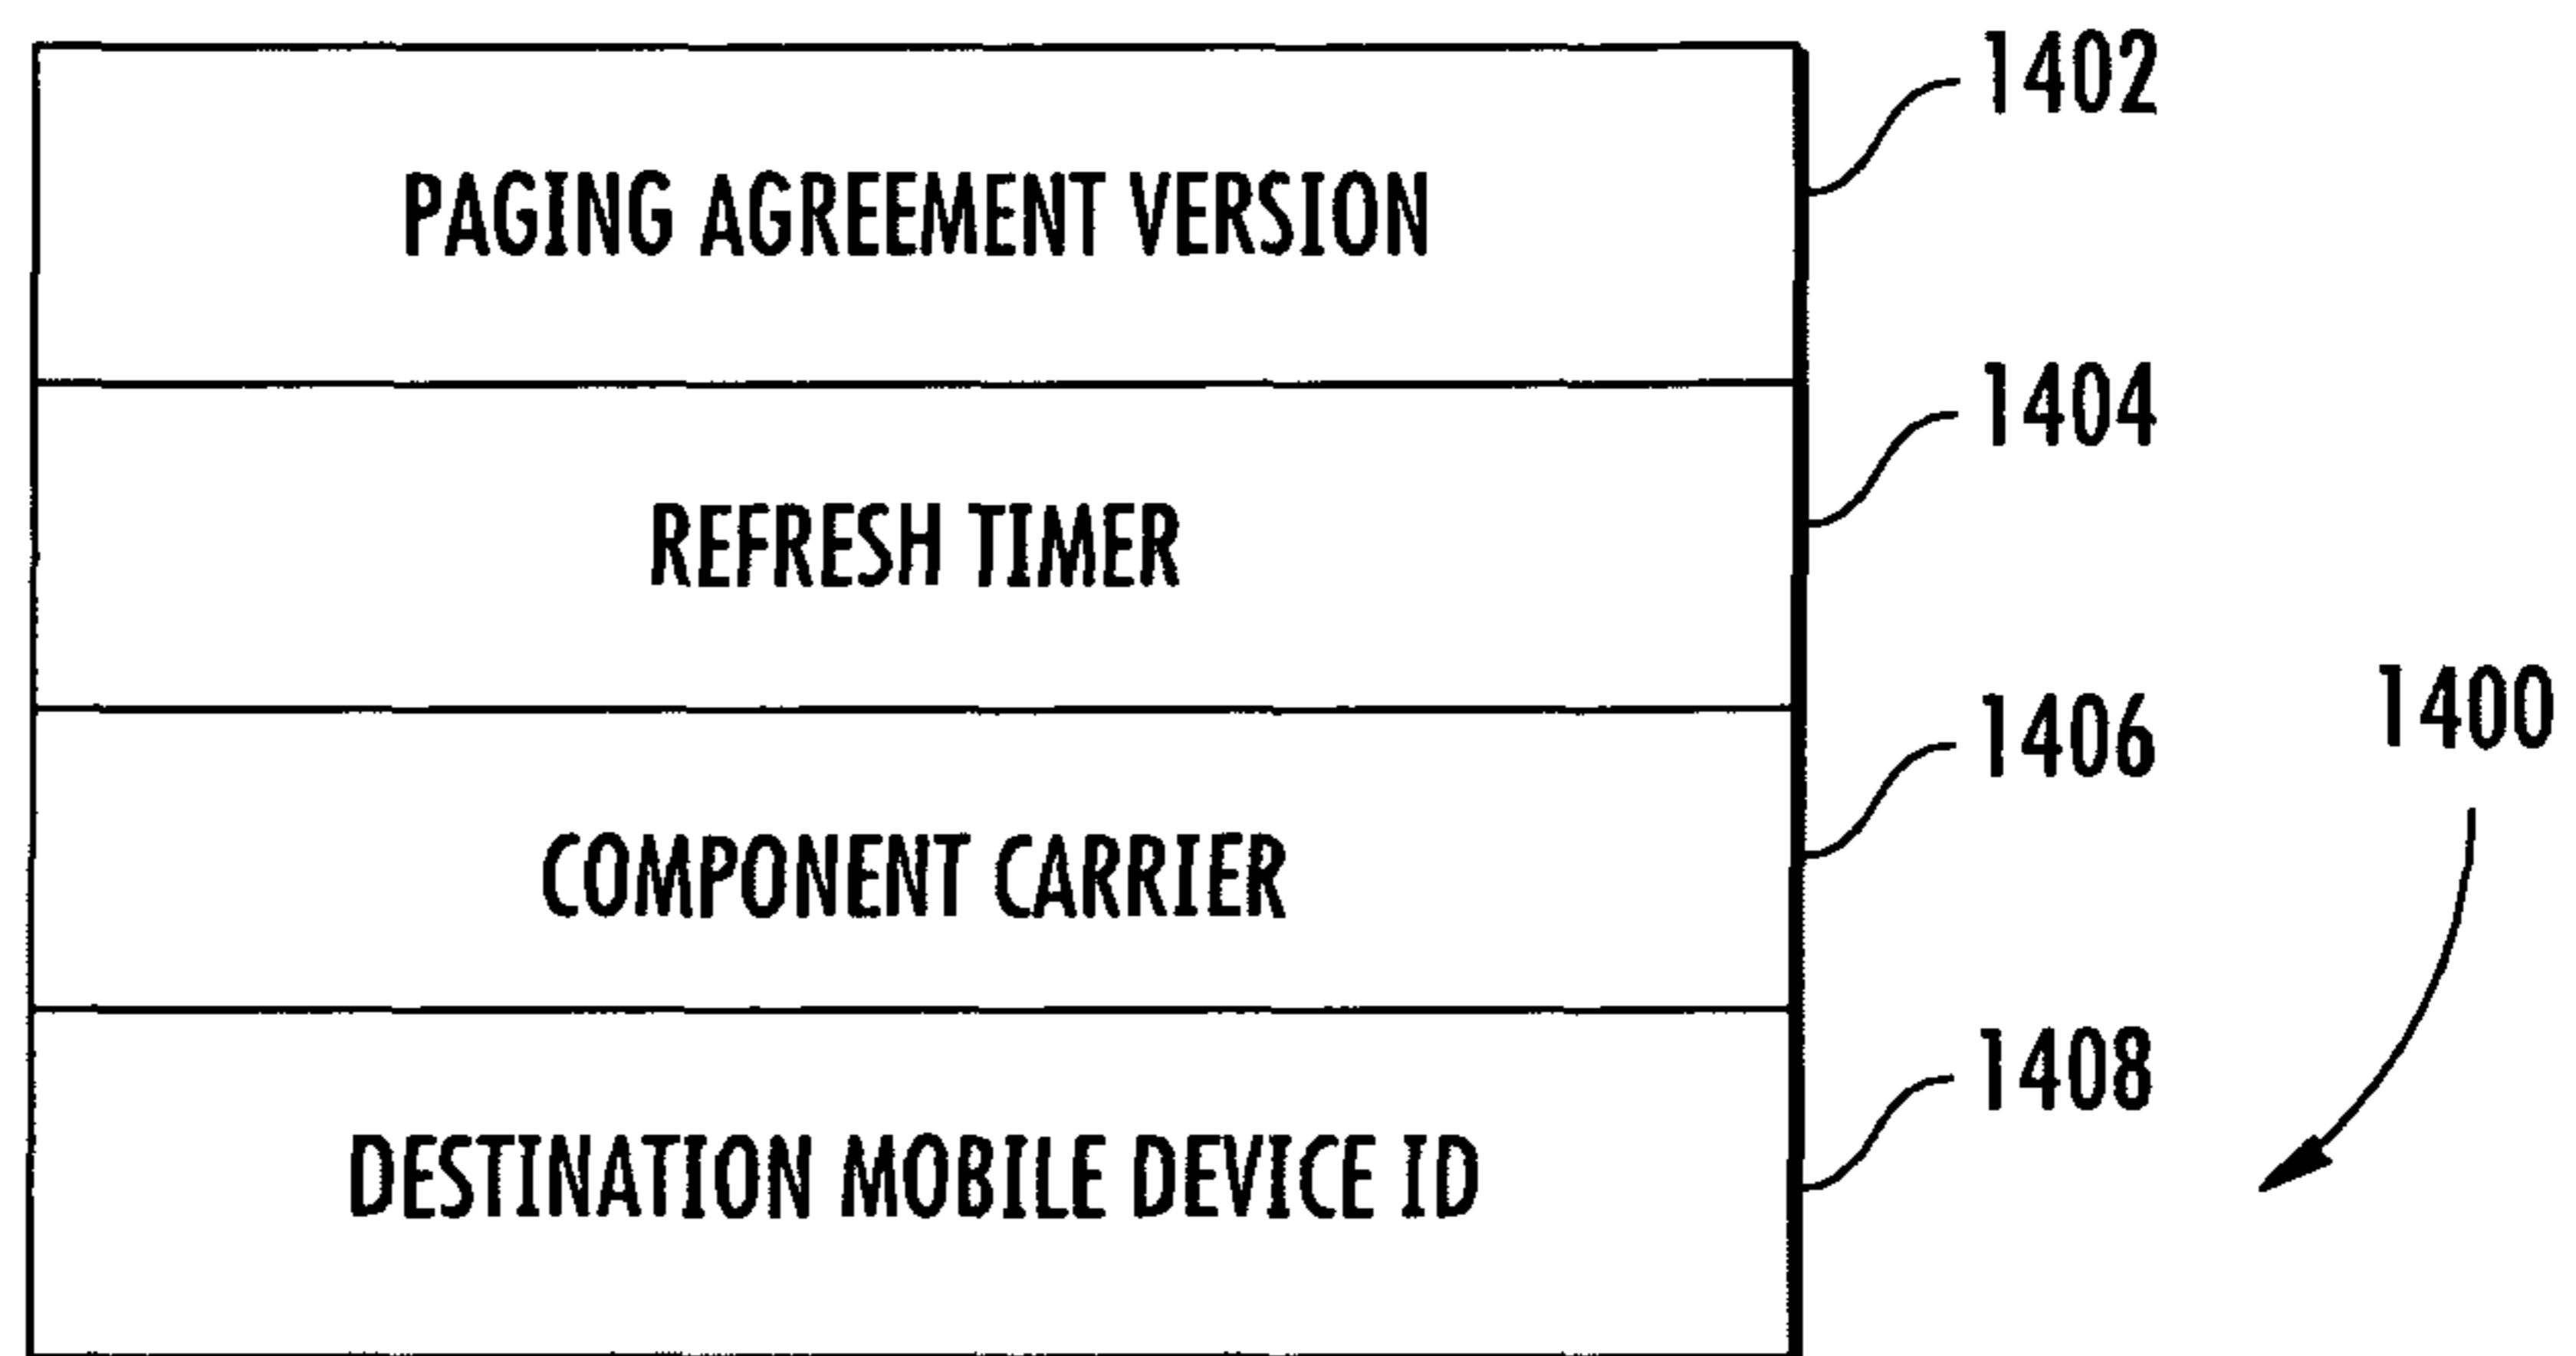 PAGING AGREEMENT VERSION
1402
REFRESH TIMER
1404
COMPONENT CARRIER
1406
1400
DESTINATION MOBILE DEVICE ID
1408